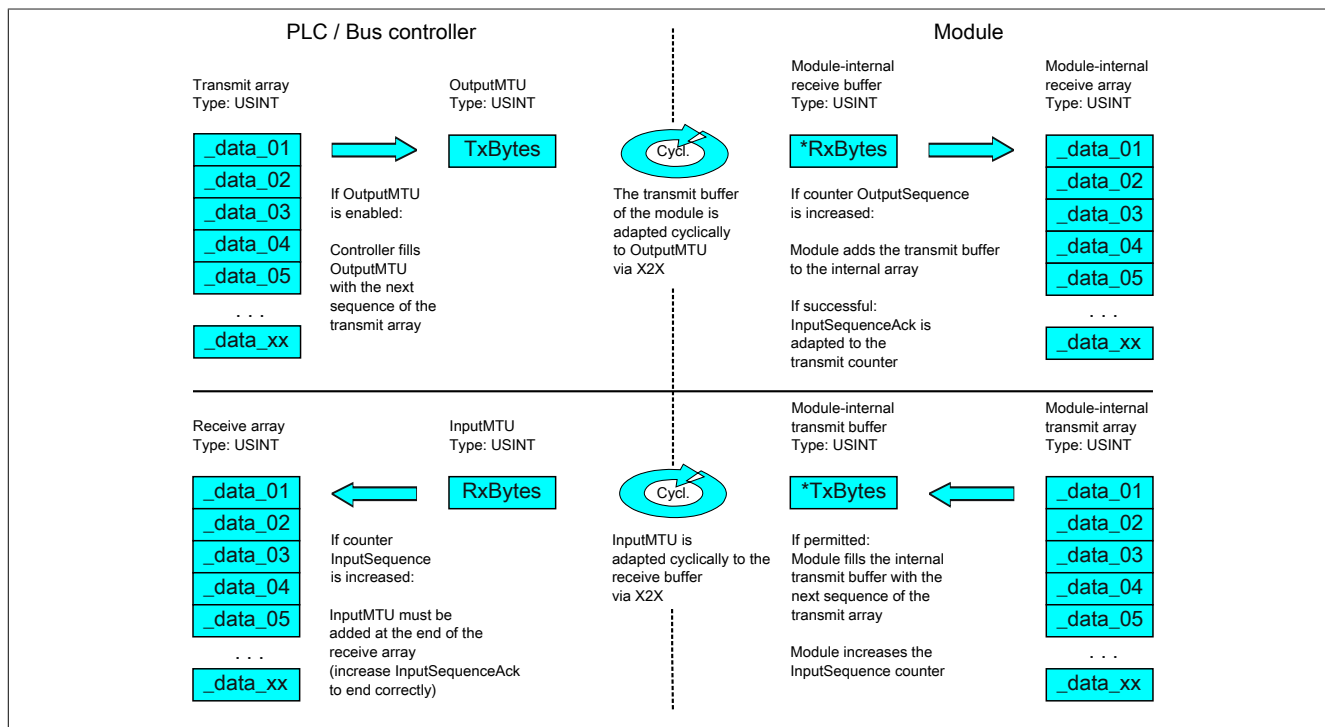 PLC / Bus controller
Module
Transmit array
Type: USINT
OutputMTU
Type: USINT
Module-internal
receive buffer
Type: USINT
Module-internal
receive array
Type: USINT
_data_01
_data_02
_data_03
_data_04
_data_05
. . .
_data_xx
If OutputMTU
is enabled:
Controller fills
OutputMTU
with the next
sequence of the
transmit array
TxBytes
Cycl.
The transmit buffer
of the module is
adapted cyclically
to OutputMTU
via X2X
*RxBytes
If counter OutputSequence
is increased:
Module adds the transmit buffer
to the internal array
If successful:
InputSequenceAck is
adapted to the
transmit counter
_data_01
_data_02
_data_03
_data_04
_data_05
. . .
_data_xx
Receive array
Type: USINT
InputMTU
Type: USINT
Module-internal
transmit buffer
Type: USINT
Module-internal
transmit array
Type: USINT
_data_01
_data_02
_data_03
_data_04
_data_05
. . .
_data_xx
If counter
InputSequence
is increased:
InputMTU must be
added at the end of the
receive array
(increase InputSequenceAck
to end correctly)
RxBytes
Cycl.
InputMTU is
adapted cyclically to the
receive buffer
via X2X
*TxBytes
If permitted:
Module fills the internal
transmit buffer with the
next sequence of the
transmit array
Module increases the
InputSequence counter
_data_01
_data_02
_data_03
_data_04
_data_05
. . .
_data_xx